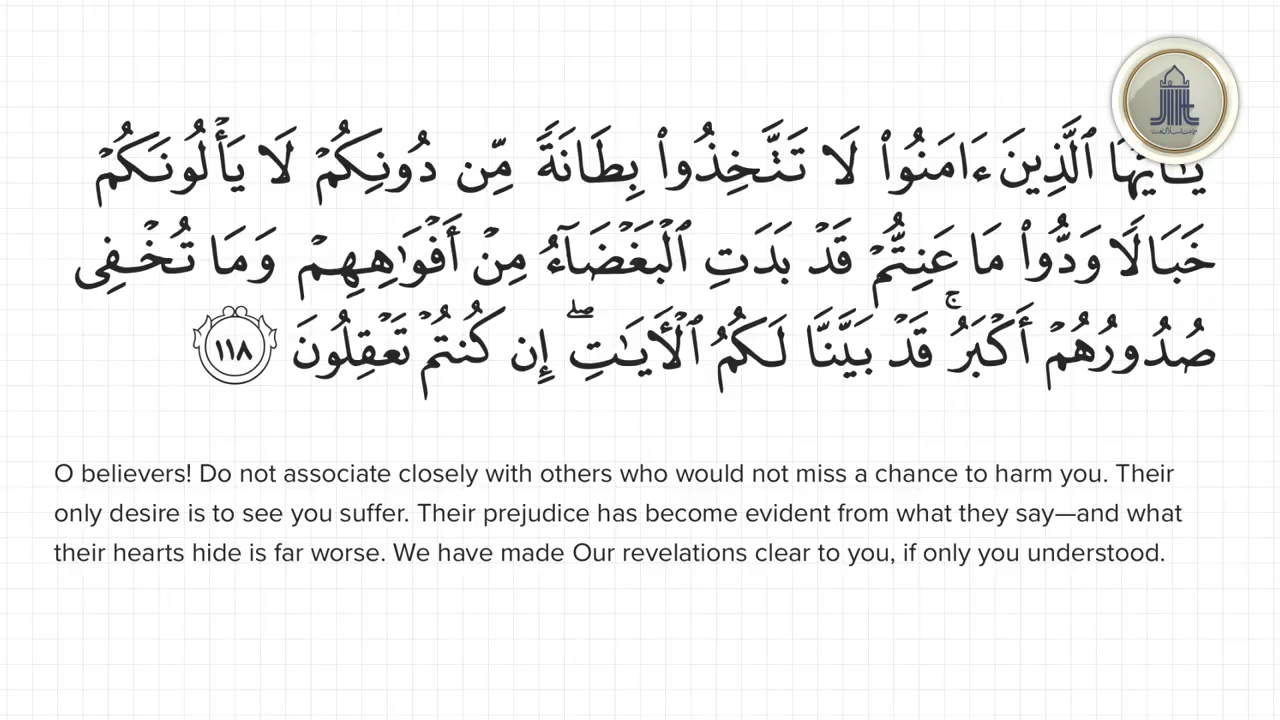 يَـٰٓأَيُّهَا ٱلَّذِينَ ءَامَنُوا۟ لَا تَتَّخِذُوا۟ بِطَانَةً مِّن دُونِكُمْ لَا يَأْلُونَكُمْ
خَبَالًا وَدُّوا۟ مَا عَنِتُّمْ قَدْ بَدَتِ ٱلْبَغْضَآءُ مِنْ أَفْوَٰهِهِمْ وَمَا تُخْفِى
صُدُورُهُمْ أَكْبَرُ ۚ قَدْ بَيَّنَّا لَكُمُ ٱلْـَٔايَـٰتِ ۖ إِن كُنتُمْ تَعْقِلُونَ ١١٨
O believers! Do not associate closely with others who would not miss a chance to harm you. Their
only desire is to see you suffer. Their prejudice has become evident from what they say—and what
their hearts hide is far worse. We have made Our revelations clear to you, if only you understood.